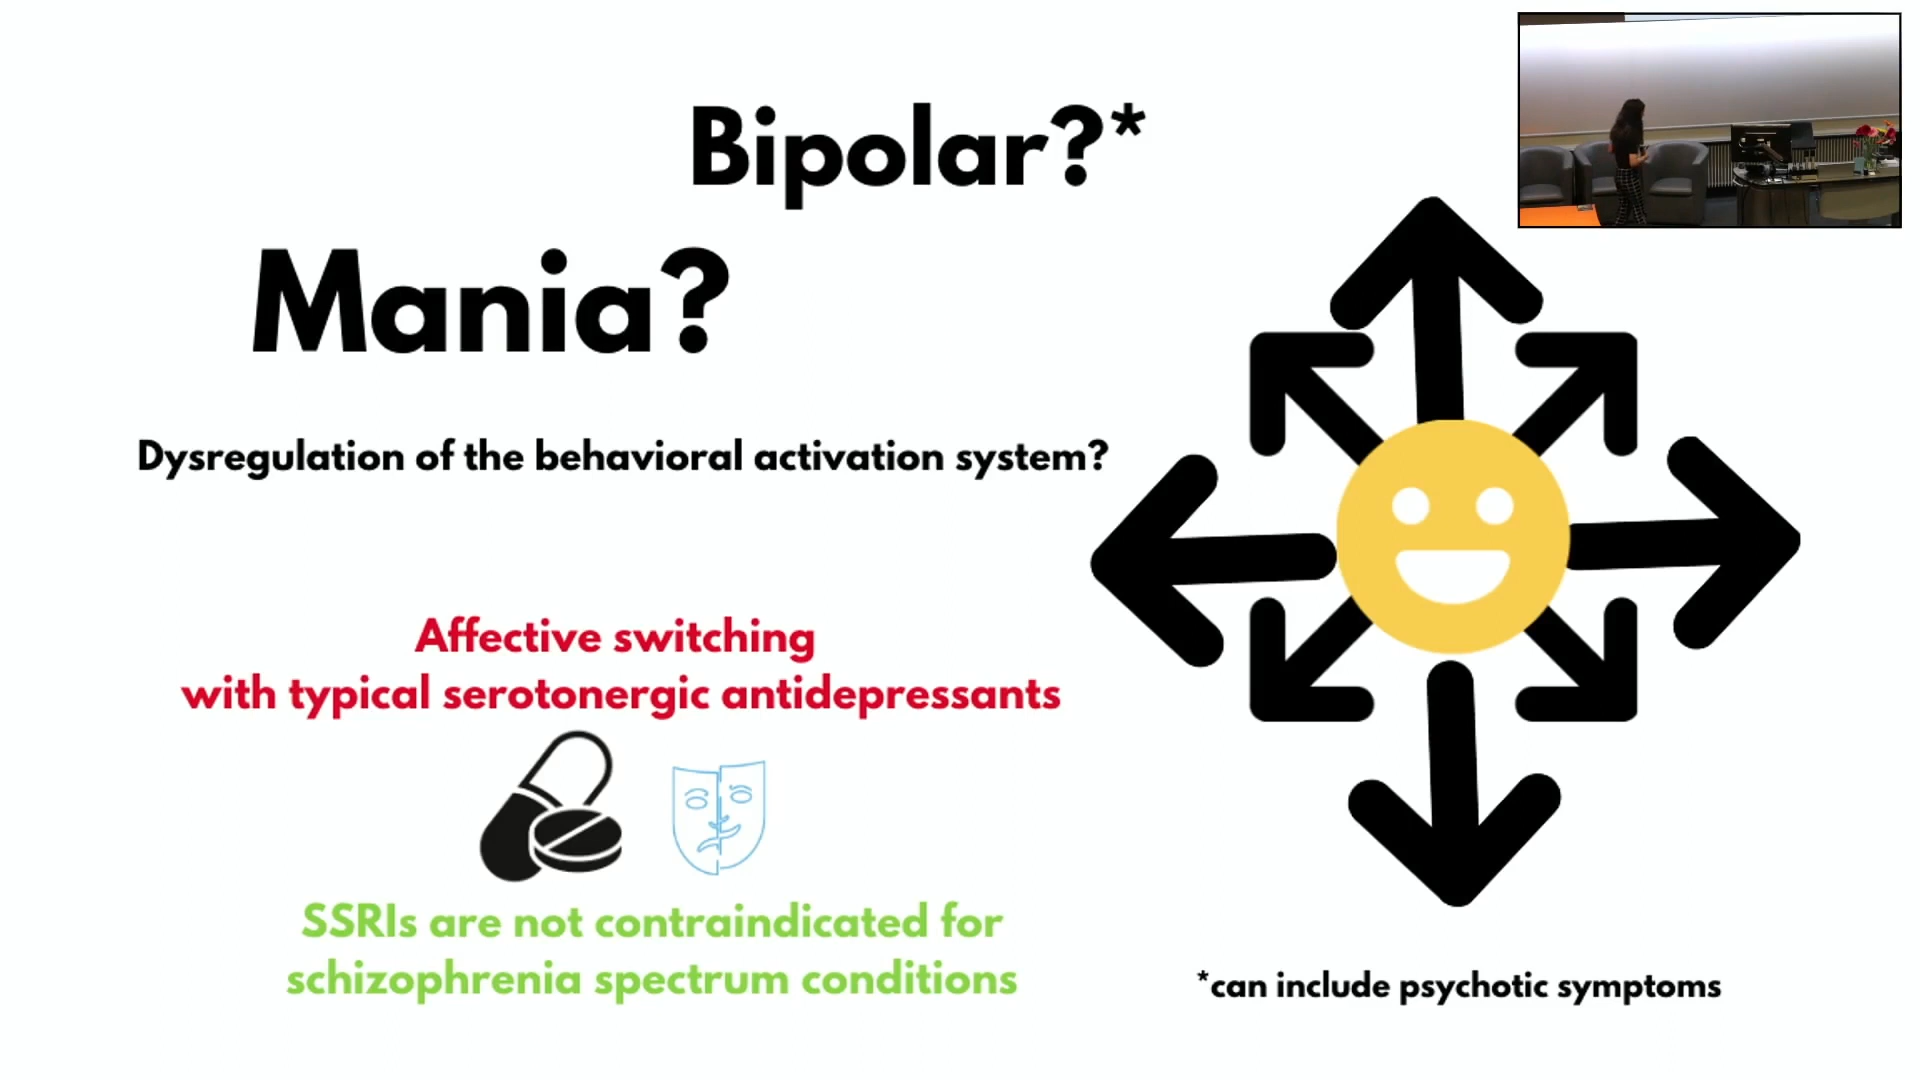 Bipolar?*
Mania?
Dysregulation of the behavioral activation system?
Affective switching
with typical serotonergic antidepressants
SSRIs are not contraindicated for
schizophrenia spectrum conditions
*can include psychotic symptoms